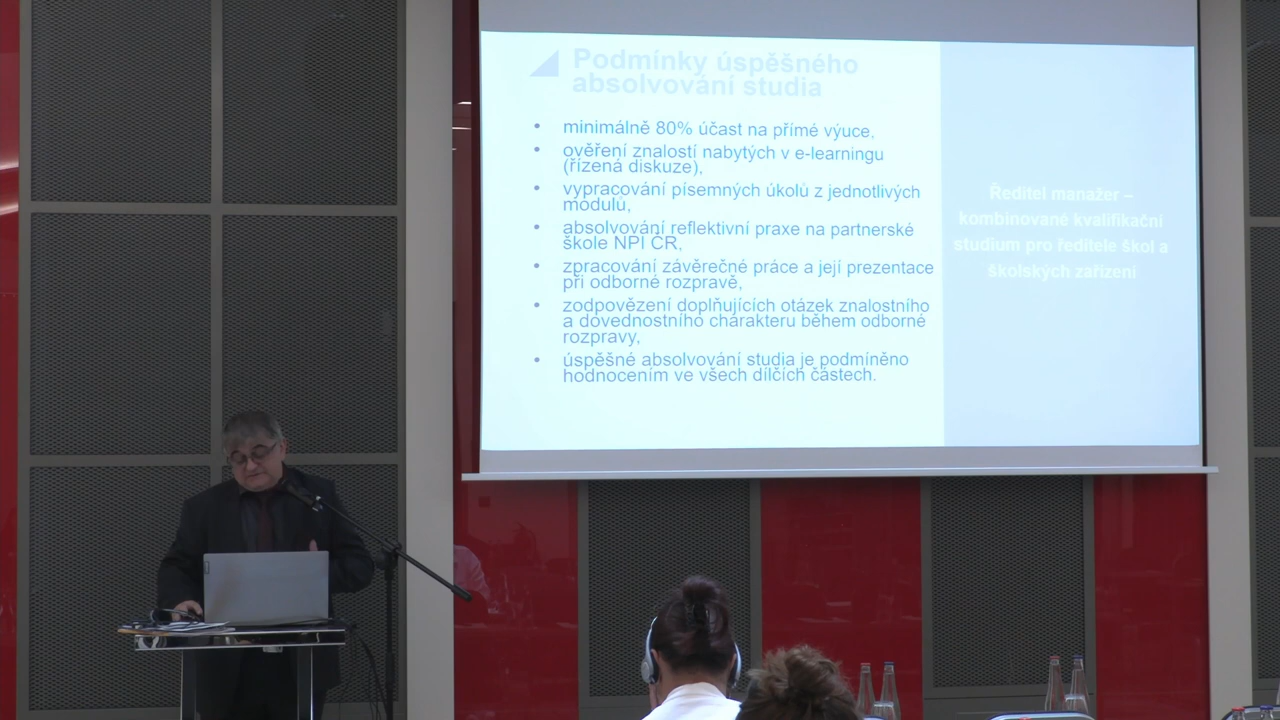 Podmínky úspěšného
absolvování studia
• minimálně 80% účast na přímé výuce,
• ověření znalostí nabytých v e-learningu
(řízená diskuze),
• vypracování písemných úkolů z jednotlivých
modulů,
• absolvování reflektivní praxe na partnerské
škole NPI ČR,
• zpracování závěrečné práce a její prezentace
při odborné rozpravě,
• zodpovězení doplňujících otázek znalostního
a dovednostního charakteru během odborné
rozpravy,
• úspěšné absolvování studia je podmíněno
hodnocením ve všech dílčích částech.
Ředitel manažer –
kombinované kvalifikační
studium pro ředitele škol a
školských zařízení